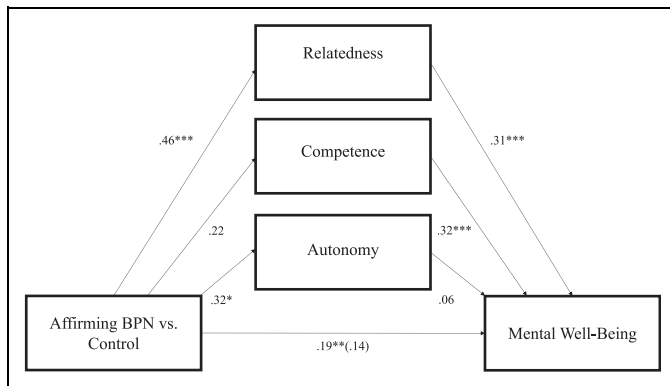 Relatedness
.46***
.31***
Competence
.22
.32***
Autonomy
.32*
.06
Affirming BPN vs.
Control
.19**(.14)
Mental Well-Being